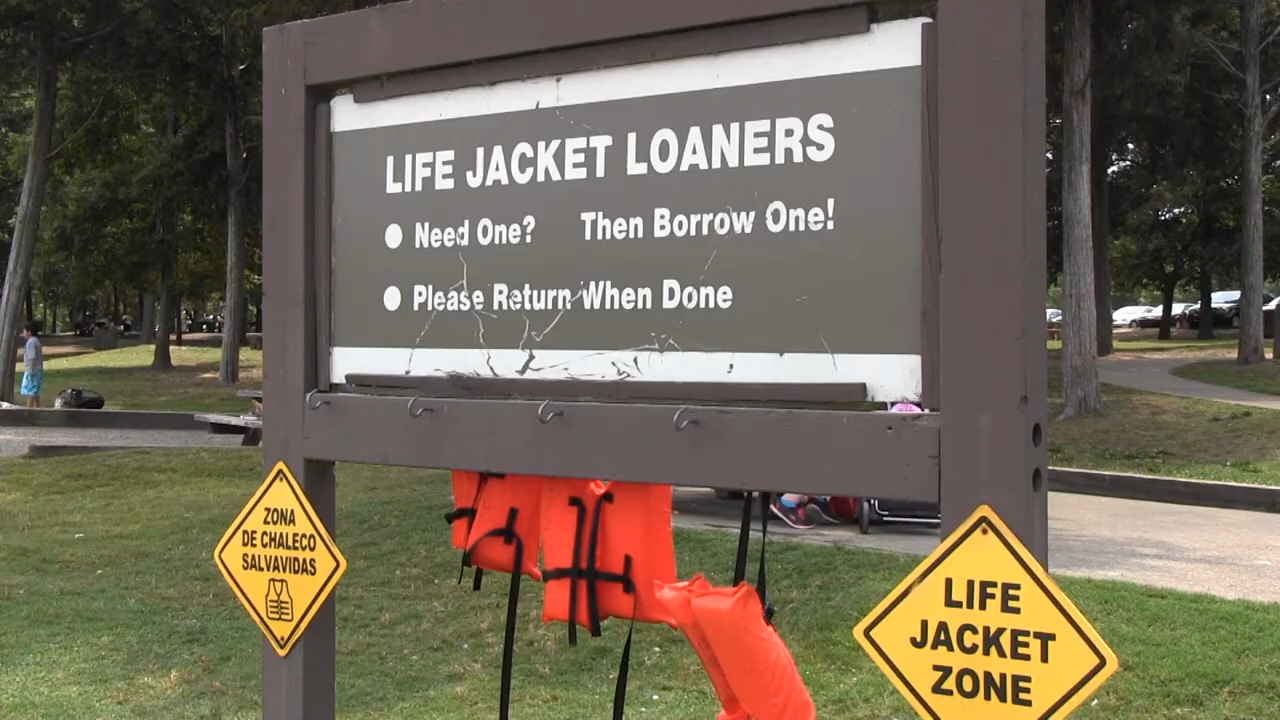 LIFE JACKET LOANERS
Need One? Then Borrow One!
Please Return When Done
ZONA
DE CHALECO
SALVAVIDAS
LIFE
JACKET
ZONE